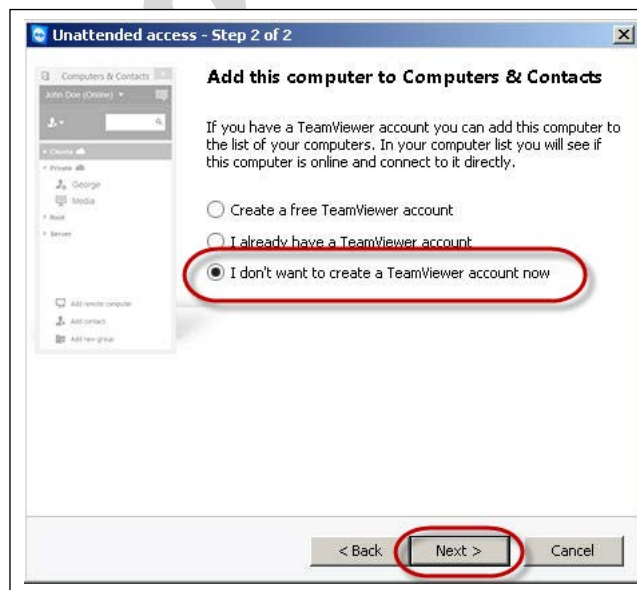 Unattended access - Step 2 of 2
Computers & Contacts
John Doe (Online)
Clients
Private
George
Media
Root
Server
Add remote computer
Add contact
Add new group
Add this computer to Computers & Contacts
If you have a TeamViewer account you can add this computer to
the list of your computers. In your computer list you will see if
this computer is online and connect to it directly.
Create a free TeamViewer account
I already have a TeamViewer account
I don't want to create a TeamViewer account now
< Back
Next >
Cancel